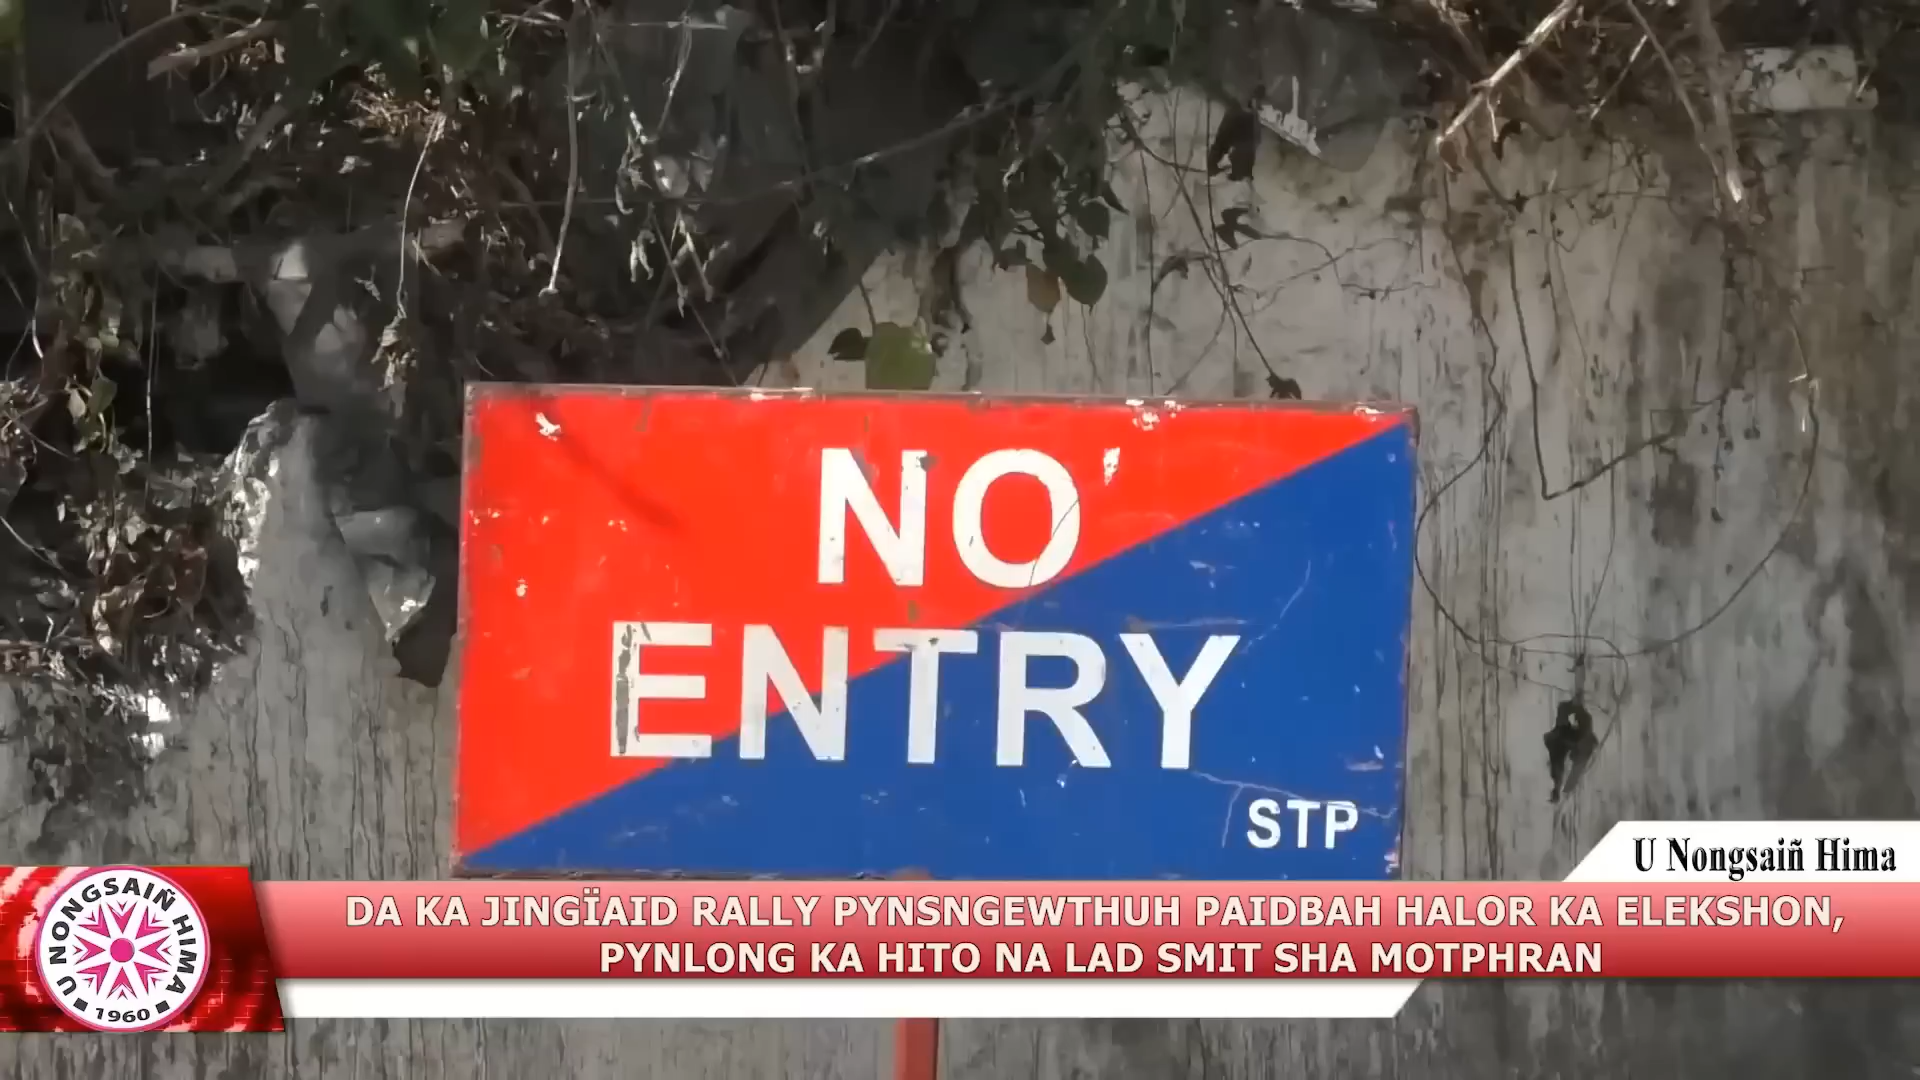 NO
ENTRY
STP
U Nongsaiñ Hima
DA KA JINGÏAID RALLY PYNSNGEWTHUH PAIDBAH HALOR KA ELEKSHON,
PYNLONG KA HITO NA LAD SMIT SHA MOTPHRAN
U NONGSAIÑ HIMA
1960